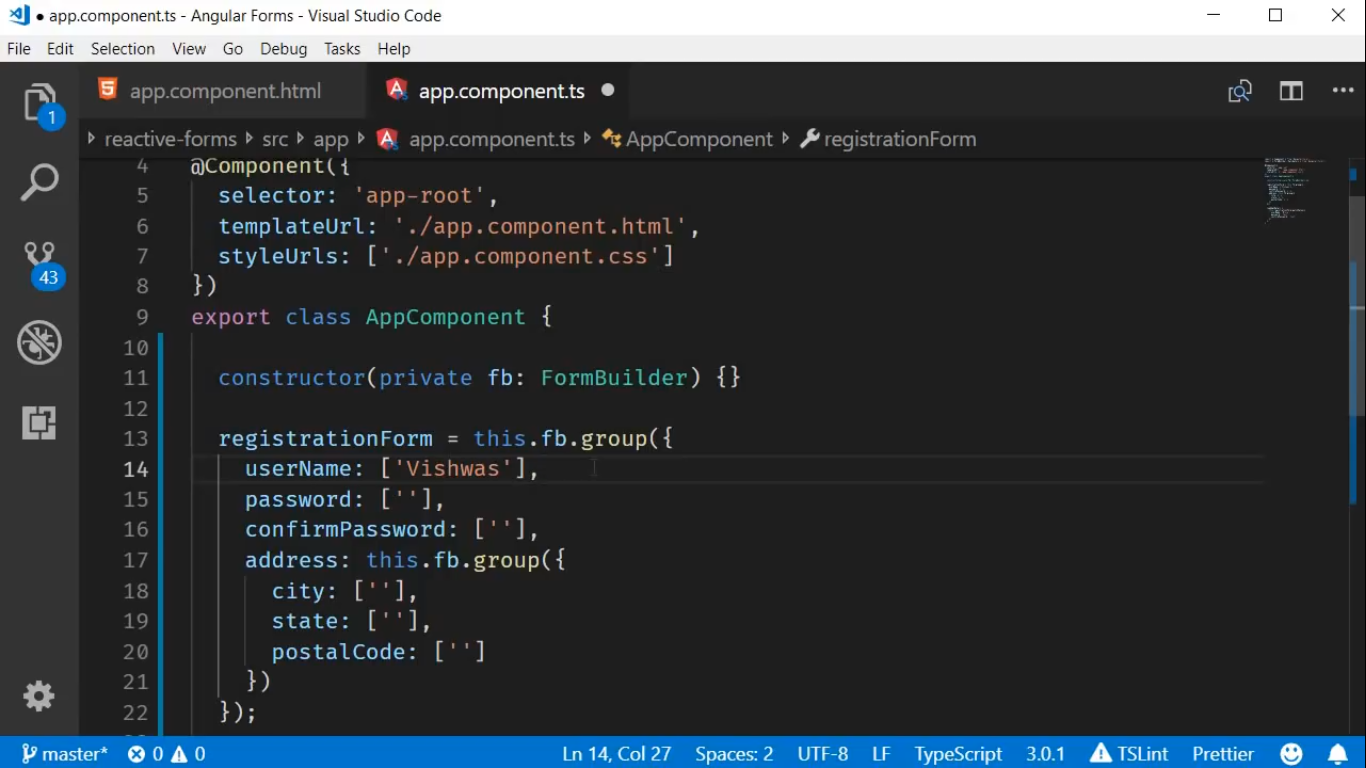 ● app.component.ts - Angular Forms - Visual Studio Code
File Edit Selection View Go Debug Tasks Help
app.component.html app.component.ts
reactive-forms src app app.component.ts AppComponent registrationForm
1
43
4 @Component({
5 selector: 'app-root',
6 templateUrl: './app.component.html',
7 styleUrls: ['./app.component.css']
8 })
9 export class AppComponent {
10
11 constructor(private fb: FormBuilder) {}
12
13 registrationForm = this.fb.group({
14 userName: ['Vishwas'],
15 password: [''],
16 confirmPassword: [''],
17 address: this.fb.group({
18 city: [''],
19 state: [''],
20 postalCode: ['']
21 })
22 });
master* 0 0 Ln 14, Col 27 Spaces: 2 UTF-8 LF TypeScript 3.0.1 TSLint Prettier